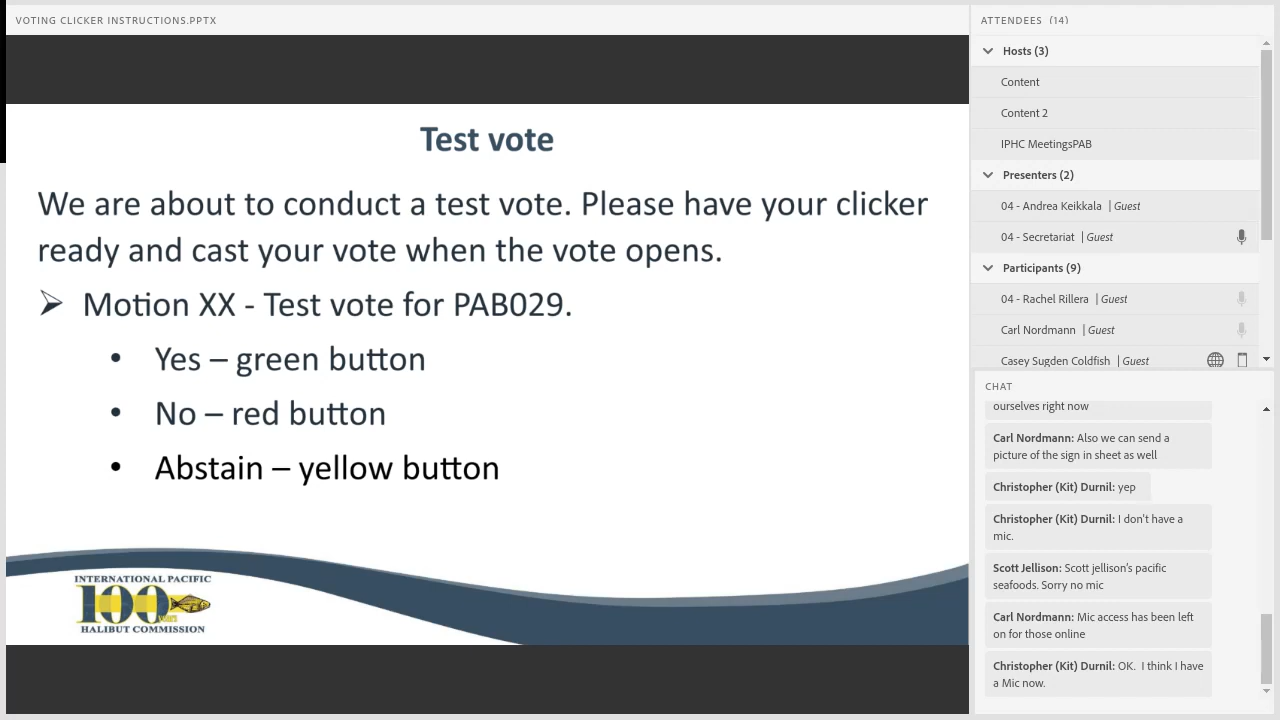 VOTING CLICKER INSTRUCTIONS.PPTX
Test vote
We are about to conduct a test vote. Please have your clicker
ready and cast your vote when the vote opens.
➢ Motion XX - Test vote for PAB029.
• Yes – green button
• No – red button
• Abstain – yellow button
INTERNATIONAL PACIFIC
100
years
HALIBUT COMMISSION
ATTENDEES (14)
Hosts (3)
Content
Content 2
IPHC MeetingsPAB
Presenters (2)
04 - Andrea Keikkala | Guest
04 - Secretariat | Guest
Participants (9)
04 - Rachel Rillera | Guest
Carl Nordmann | Guest
Casey Sugden Coldfish | Guest
CHAT
ourselves right now
Carl Nordmann: Also we can send a
picture of the sign in sheet as well
Christopher (Kit) Durnil: yep
Christopher (Kit) Durnil: I don't have a
mic.
Scott Jellison: Scott jellison's pacific
seafoods. Sorry no mic
Carl Nordmann: Mic access has been left
on for those online
Christopher (Kit) Durnil: OK. I think I have
a Mic now.